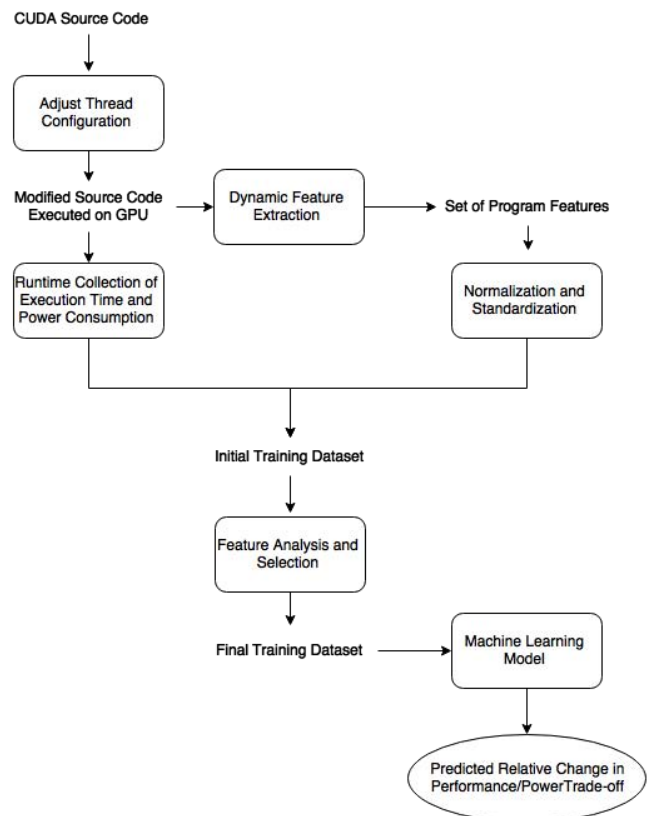 CUDA Source Code
Adjust Thread
Configuration
Modified Source Code
Executed on GPU
Dynamic Feature
Extraction
Set of Program Features
Runtime Collection of
Execution Time and
Power Consumption
Normalization and
Standardization
Initial Training Dataset
Feature Analysis and
Selection
Final Training Dataset
Machine Learning
Model
Predicted Relative Change in
Performance/PowerTrade-off